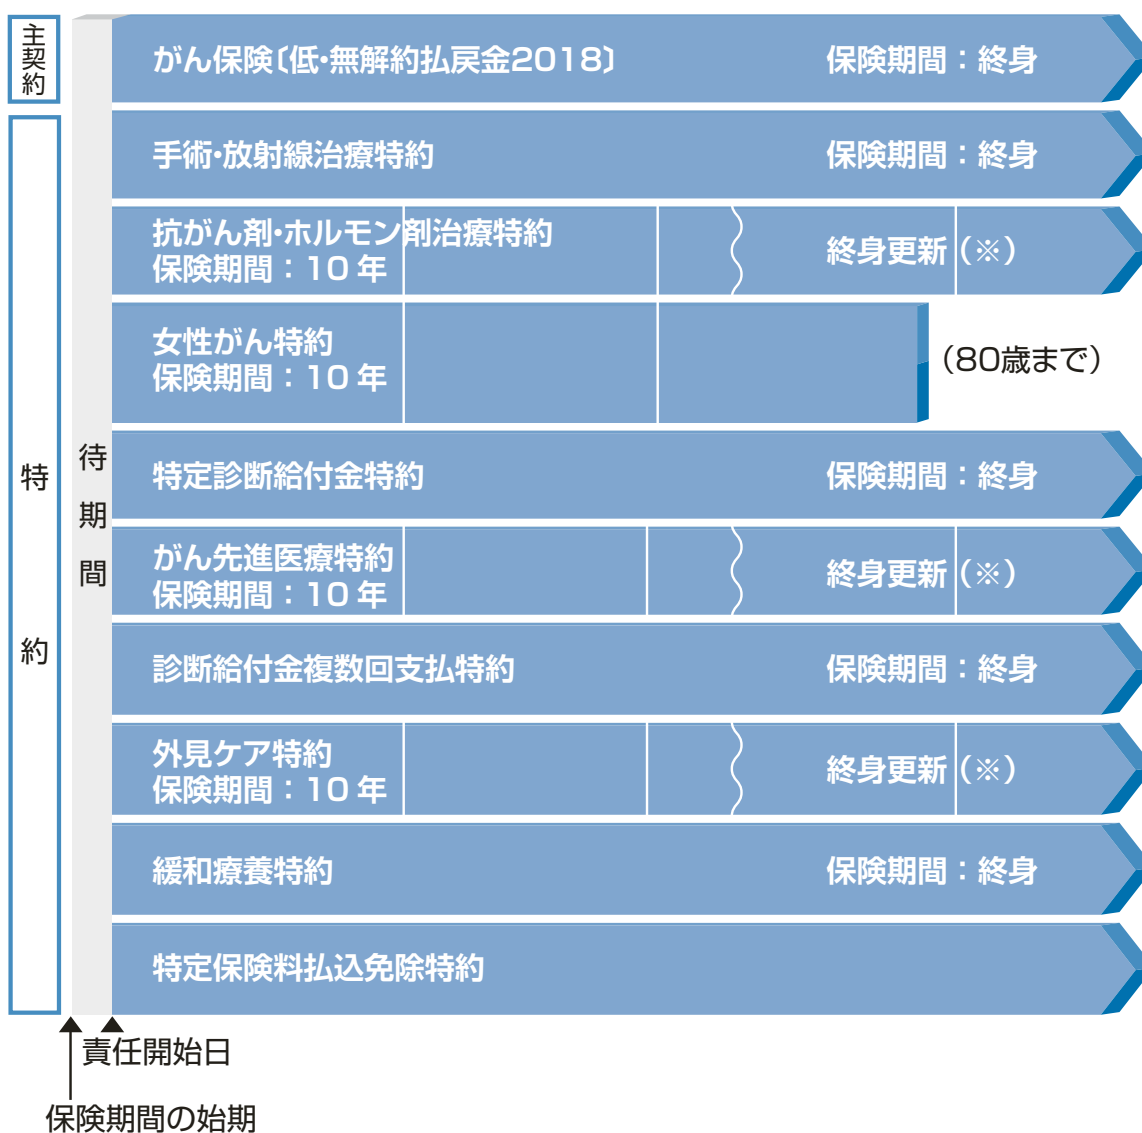 主契約
がん保険〔低・無解約払戻金2018〕 保険期間：終身
特約
待期間
手術・放射線治療特約 保険期間：終身
抗がん剤・ホルモン剤治療特約
保険期間：10年
終身更新（※）
女性がん特約
保険期間：10年
（80歳まで）
特定診断給付金特約 保険期間：終身
がん先進医療特約
保険期間：10年
終身更新（※）
診断給付金複数回支払特約 保険期間：終身
外見ケア特約
保険期間：10年
終身更新（※）
緩和療養特約 保険期間：終身
特定保険料払込免除特約
責任開始日
保険期間の始期